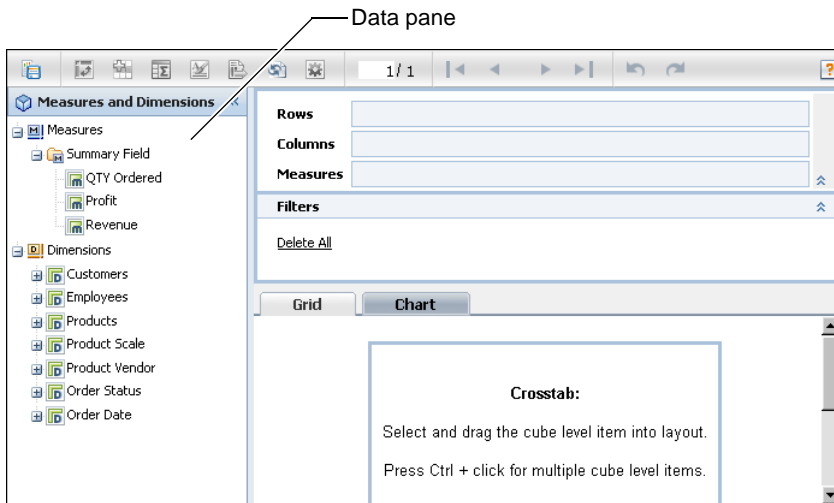 Data pane
1/ 1
?
Measures and Dimensions
Measures
Summary Field
QTY Ordered
Profit
Revenue
Dimensions
Customers
Employees
Products
Product Scale
Product Vendor
Order Status
Order Date
Rows
Columns
Measures
Filters
Delete All
Grid
Chart
Crosstab:
Select and drag the cube level item into layout.
Press Ctrl + click for multiple cube level items.